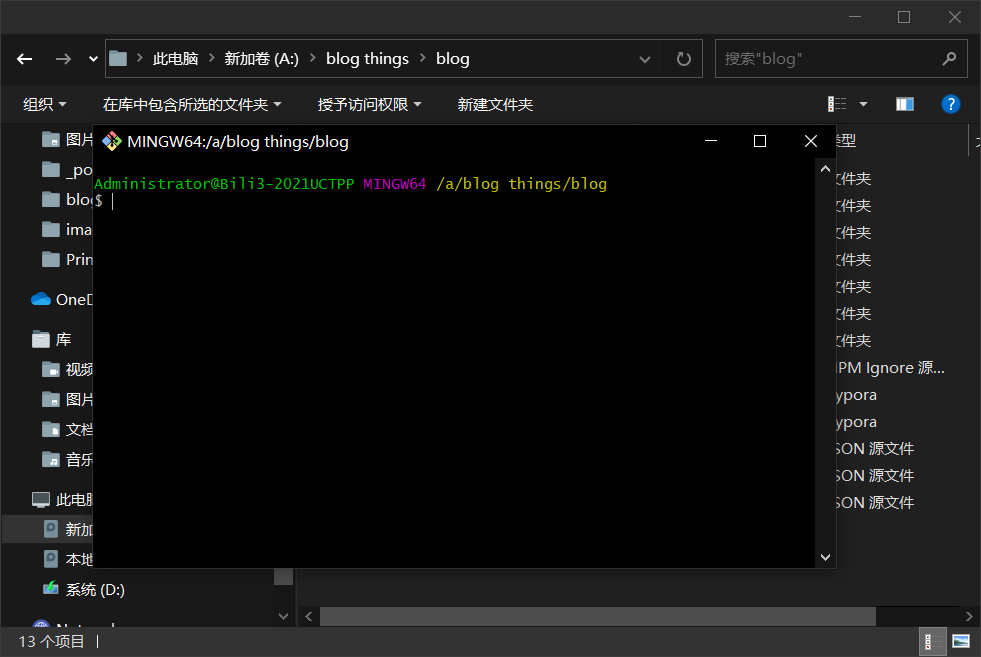 此电脑 新加卷 (A:) blog things blog
搜索"blog"
组织 在库中包含所选的文件夹 授予访问权限 新建文件夹
图片
_po
blog
ima
Prin
OneD
库
视频
图片
文档
音乐
此电脑
新加
本地
系统 (D:)
MINGW64:/a/blog things/blog
Administrator@Bili3-2021UCTPP MINGW64 /a/blog things/blog
$
类型
文件夹
文件夹
文件夹
文件夹
文件夹
文件夹
文件夹
NPM Ignore 源...
ypora
ypora
JSON 源文件
JSON 源文件
JSON 源文件
13 个项目